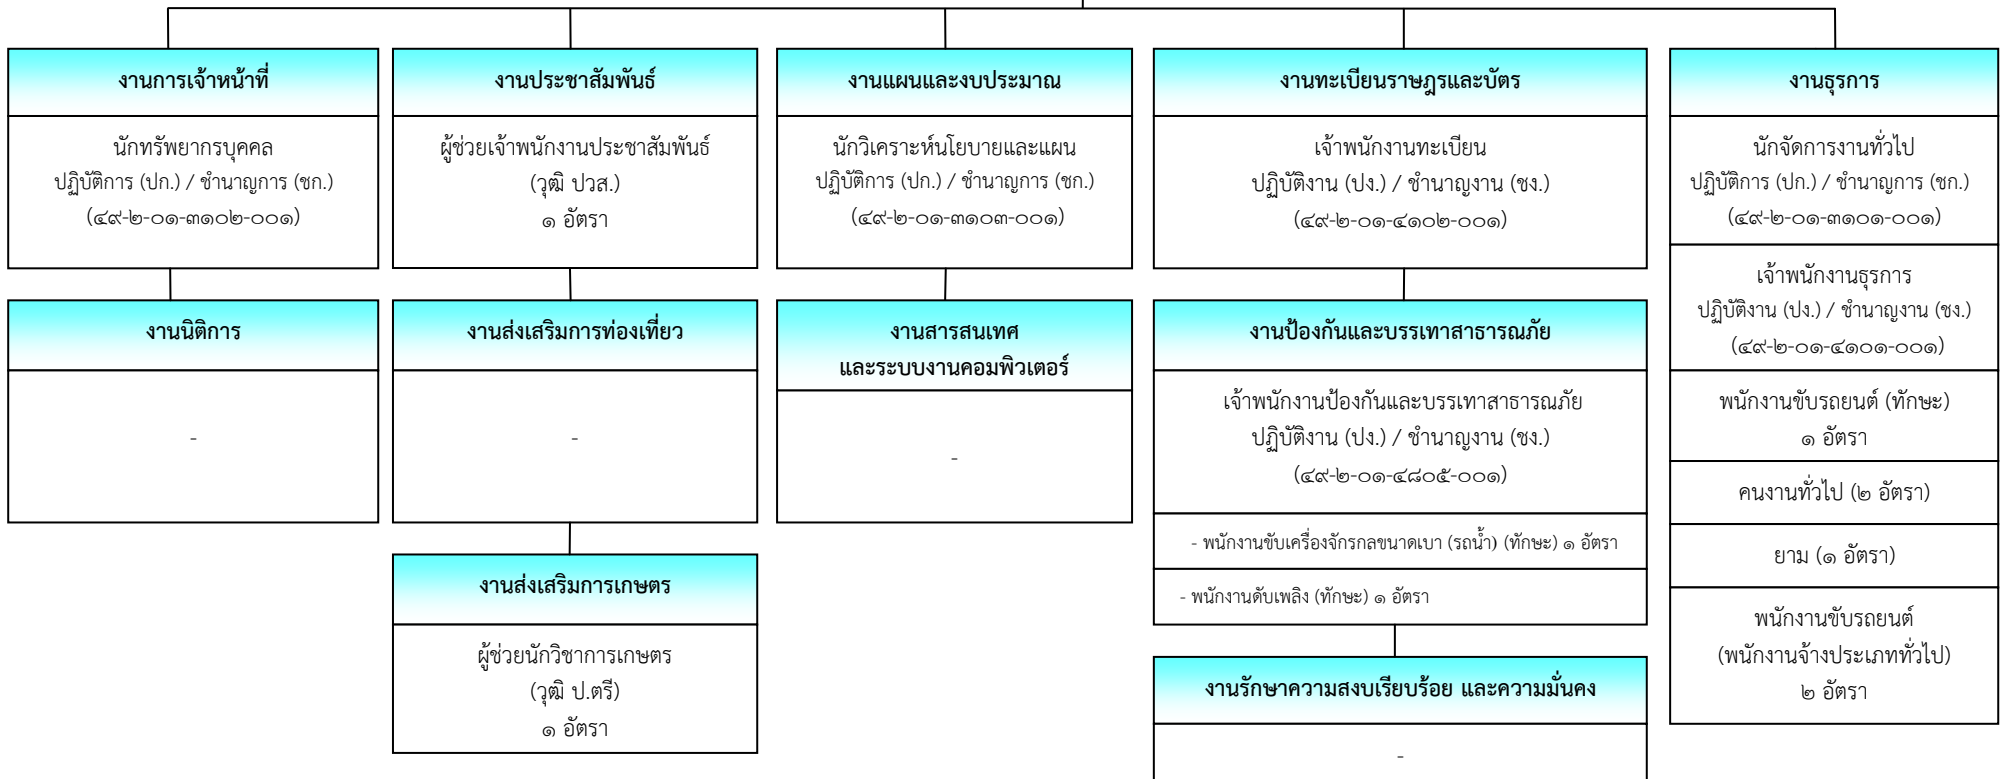 งานการเจ้าหน้าที่
นักทรัพยากรบุคคล
ปฏิบัติการ (ปก.) / ชำนาญการ (ชก.)
(๔๙-๒-๐๑-๓๑๐๒-๐๐๑)
งานนิติการ
-
งานประชาสัมพันธ์
ผู้ช่วยเจ้าพนักงานประชาสัมพันธ์
(วุฒิ ปวส.)
๑ อัตรา
งานส่งเสริมการท่องเที่ยว
-
งานส่งเสริมการเกษตร
ผู้ช่วยนักวิชาการเกษตร
(วุฒิ ป.ตรี)
๑ อัตรา
งานแผนและงบประมาณ
นักวิเคราะห์นโยบายและแผน
ปฏิบัติการ (ปก.) / ชำนาญการ (ชก.)
(๔๙-๒-๐๑-๓๑๐๓-๐๐๑)
งานสารสนเทศ
และระบบงานคอมพิวเตอร์
-
งานทะเบียนราษฎรและบัตร
เจ้าพนักงานทะเบียน
ปฏิบัติงาน (ปง.) / ชำนาญงาน (ชง.)
(๔๙-๒-๐๑-๔๑๐๒-๐๐๑)
งานป้องกันและบรรเทาสาธารณภัย
เจ้าพนักงานป้องกันและบรรเทาสาธารณภัย
ปฏิบัติงาน (ปง.) / ชำนาญงาน (ชง.)
(๔๙-๒-๐๑-๔๘๐๕-๐๐๑)
- พนักงานขับเครื่องจักรกลขนาดเบา (รถน้ำ) (ทักษะ) ๑ อัตรา
- พนักงานดับเพลิง (ทักษะ) ๑ อัตรา
งานรักษาความสงบเรียบร้อย และความมั่นคง
-
งานธุรการ
นักจัดการงานทั่วไป
ปฏิบัติการ (ปก.) / ชำนาญการ (ชก.)
(๔๙-๒-๐๑-๓๑๐๑-๐๐๑)
เจ้าพนักงานธุรการ
ปฏิบัติงาน (ปง.) / ชำนาญงาน (ชง.)
(๔๙-๒-๐๑-๔๑๐๑-๐๐๑)
พนักงานขับรถยนต์ (ทักษะ)
๑ อัตรา
คนงานทั่วไป (๒ อัตรา)
ยาม (๑ อัตรา)
พนักงานขับรถยนต์
(พนักงานจ้างประเภททั่วไป)
๒ อัตรา